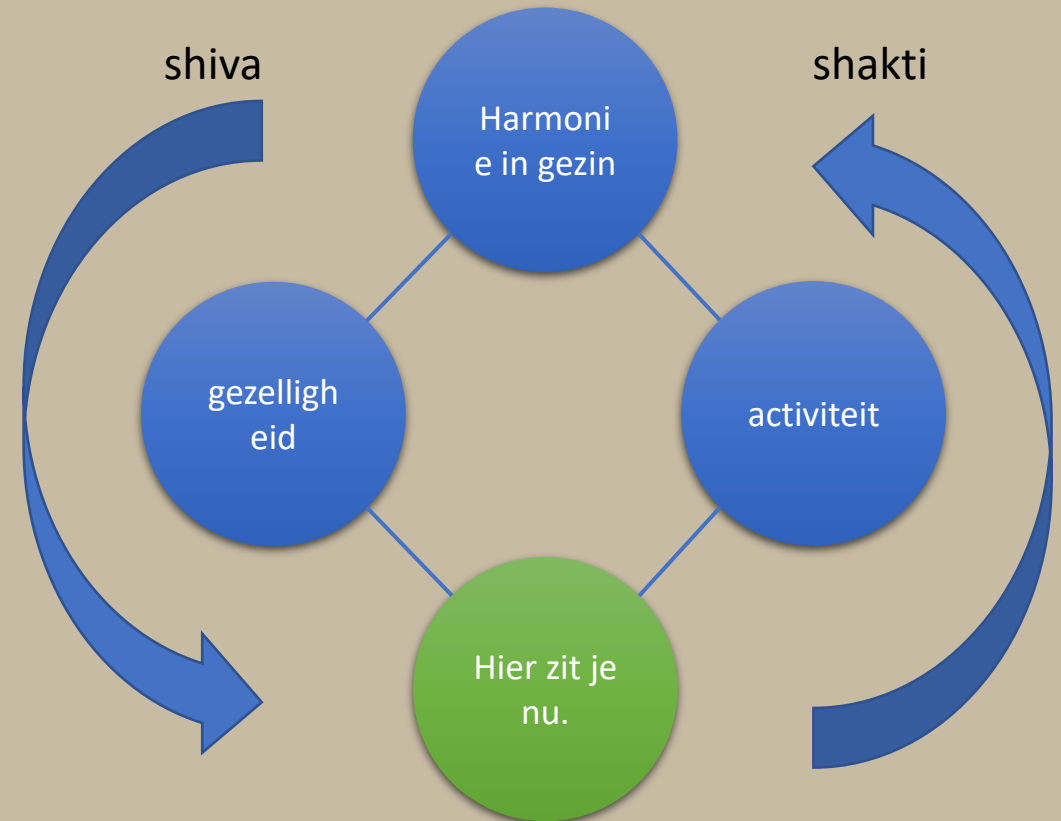 shiva
shakti
Harmoni
e in gezin
gezelligh
eid
activiteit
Hier zit je
nu.